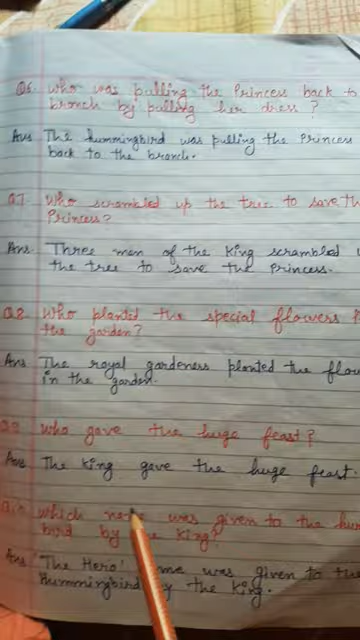 Q6. Who was pulling the Princess back to
branch by pulling her dress?
Ans The hummingbird was pulling the Princess
back to the branch.
Q7. Who scrambled up the tree to save th
Princess?
Ans Three men of the King scrambled
the tree to save the Princess.
Q8. Who planted the special flowers
the garden?
Ans The royal gardeners planted the flow
in the garden.
Q9 Who gave the huge feast?
Ans The King gave the huge feast.
Which was given to the hum
bird by the King?
Ans 'The Hero' was given to the
Hummingbird by the King.